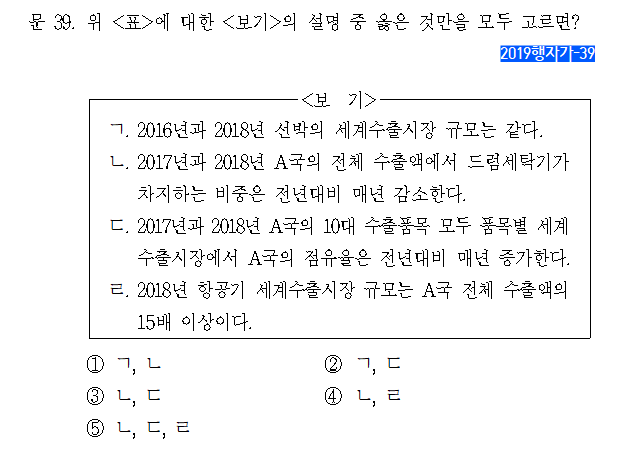 문 39. 위 <표>에 대한 <보기>의 설명 중 옳은 것만을 모두 고르면?
2019행자가-39
<보 기>
ㄱ. 2016년과 2018년 선박의 세계수출시장 규모는 같다.
ㄴ. 2017년과 2018년 A국의 전체 수출액에서 드럼세탁기가
차지하는 비중은 전년대비 매년 감소한다.
ㄷ. 2017년과 2018년 A국의 10대 수출품목 모두 품목별 세계
수출시장에서 A국의 점유율은 전년대비 매년 증가한다.
ㄹ. 2018년 항공기 세계수출시장 규모는 A국 전체 수출액의
15배 이상이다.
① ㄱ, ㄴ ② ㄱ, ㄷ
③ ㄴ, ㄷ ④ ㄴ, ㄹ
⑤ ㄴ, ㄷ, ㄹ